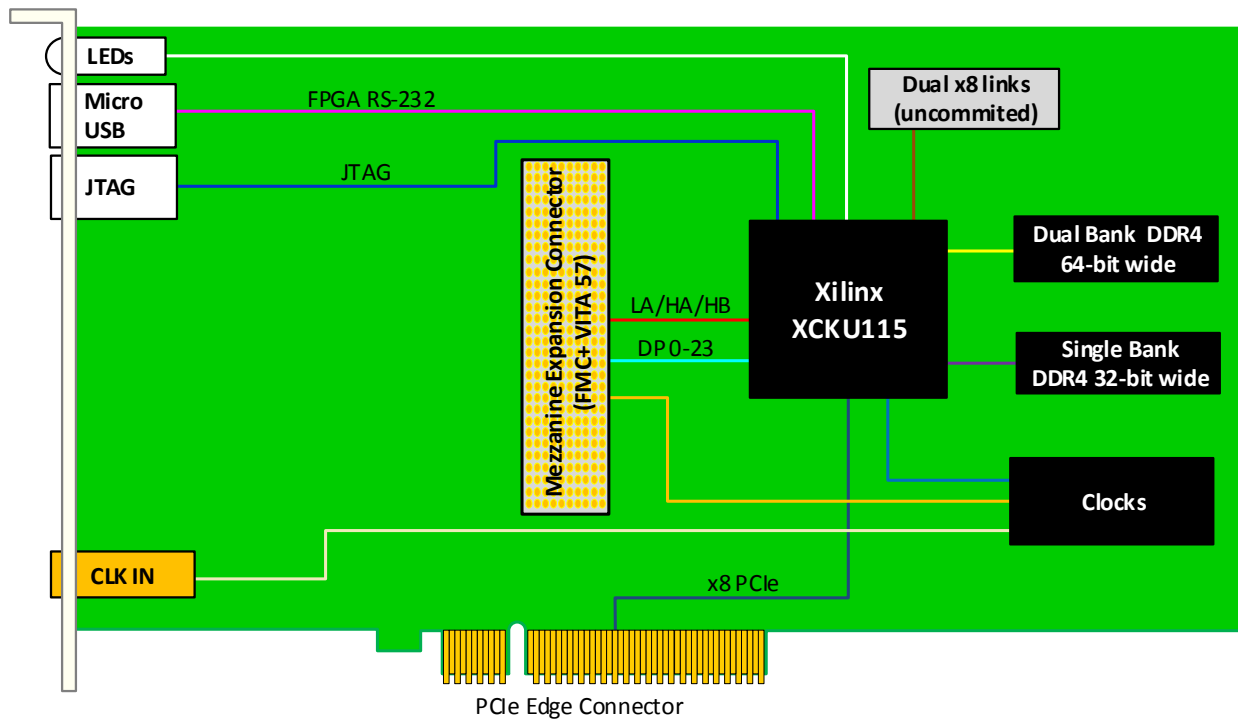 LEDs
Micro
USB
JTAG
FPGA RS-232
JTAG
Dual x8 links
(uncommited)
Mezzanine Expansion Connector
(FMC+ VITA 57)
LA/HA/HB
DP 0-23
Xilinx
XCKU115
Dual Bank DDR4
64-bit wide
Single Bank
DDR4 32-bit wide
Clocks
CLK IN
x8 PCIe
PCIe Edge Connector